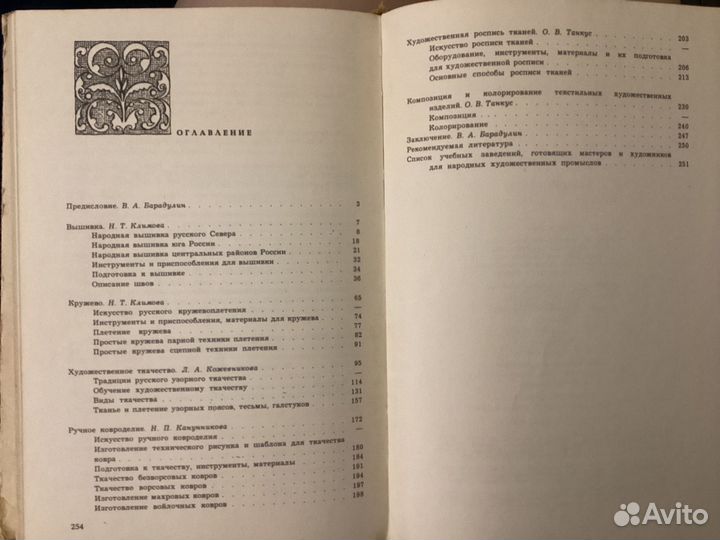 ОГЛАВЛЕНИЕ
Предисловие. В. А. Барадулин 3
Вышивка. Н. Т. Климова 7
Народная вышивка русского Севера 8
Народная вышивка юга России 18
Народная вышивка центральных районов России 21
Инструменты и приспособления для вышивки 32
Подготовка к вышивке 34
Описание швов 36
Кружево. Н. Т. Климова 65
Искусство русского кружевоплетения —
Инструменты и приспособления, материалы для кружева 74
Плетение кружева 77
Простые кружева парной техники плетения 82
Простые кружева сцепной техники плетения 91
Художественное ткачество. Л. А. Кожевникова 95
Традиции русского узорного ткачества —
Обучение художественному ткачеству 114
Виды ткачества 131
Тканье и плетение узорных поясов, тесьмы, галстуков 157
Ручное ковроделие. Н. П. Канунникова 172
Искусство ручного ковроделия —
Изготовление технического рисунка и шаблона для ткачества
ковра 180
Подготовка к ткачеству, инструменты, материалы 184
Ткачество безворсовых ковров 191
Ткачество ворсовых ковров 194
Изготовление махровых ковров 197
Изготовление войлочных ковров 198
254
Художественная роспись тканей. О. В. Танкус 203
Искусство росписи тканей —
Оборудование, инструменты, материалы и их подготовка
для художественной росписи 206
Основные способы росписи тканей 213
Композиция и колорирование текстильных художественных
изделий. О. В. Танкус 230
Композиция —
Колорирование 240
Заключение. В. А. Барадулин 247
Рекомендуемая литература 250
Список учебных заведений, готовящих мастеров и художников
для народных художественных промыслов 251
Avito